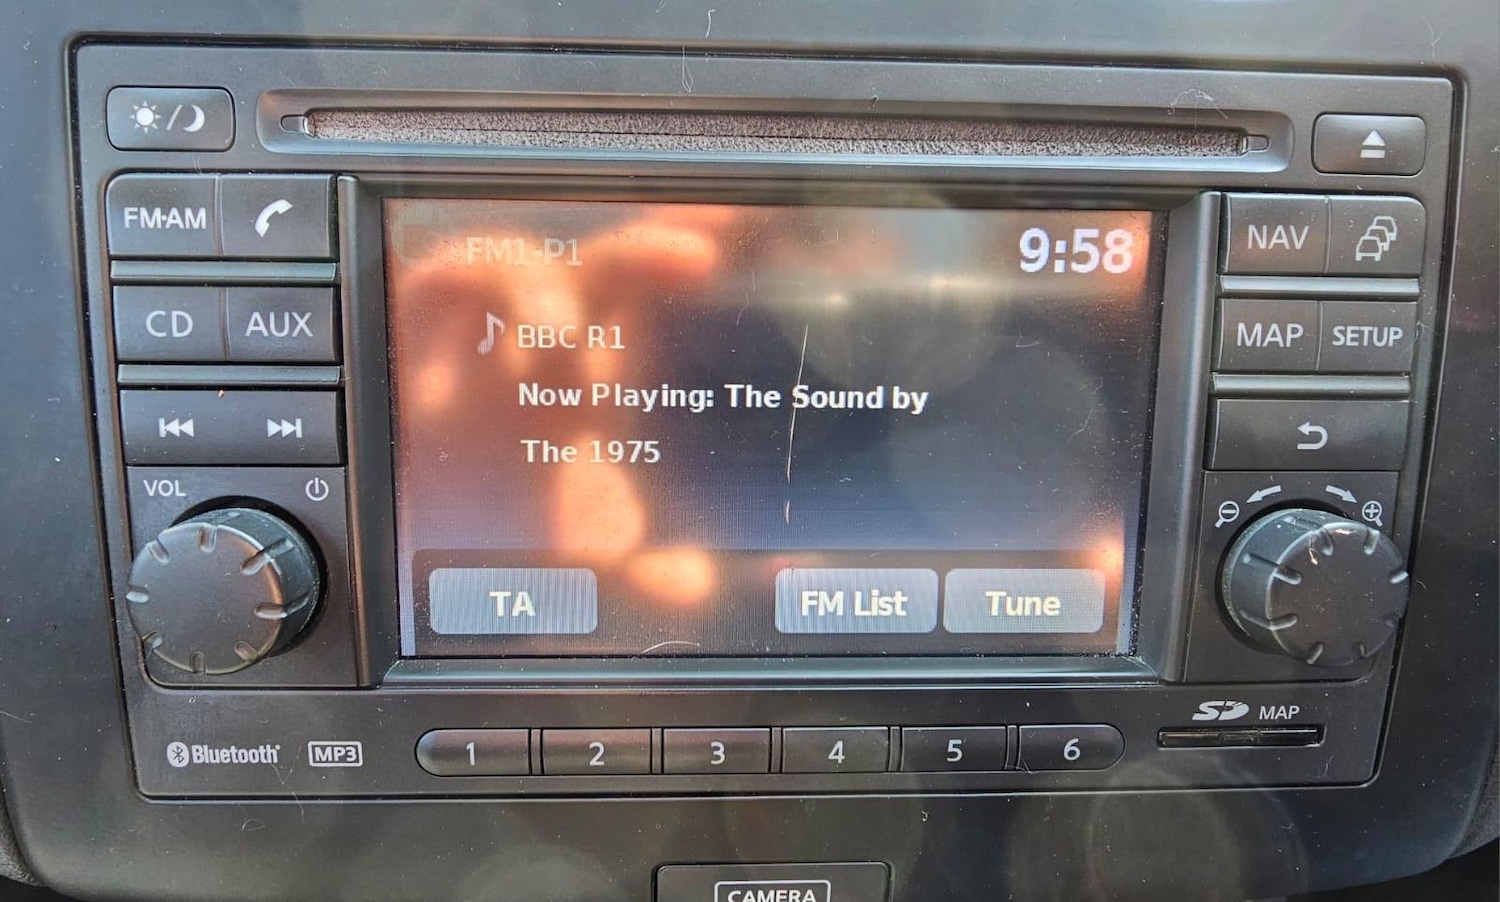 FM·AM
CD
AUX
VOL
FM1-P1
9:58
BBC R1
Now Playing: The Sound by
The 1975
TA
FM List
Tune
NAV
MAP
SETUP
Bluetooth
MP3
1
2
3
4
5
6
SD MAP
CAMERA